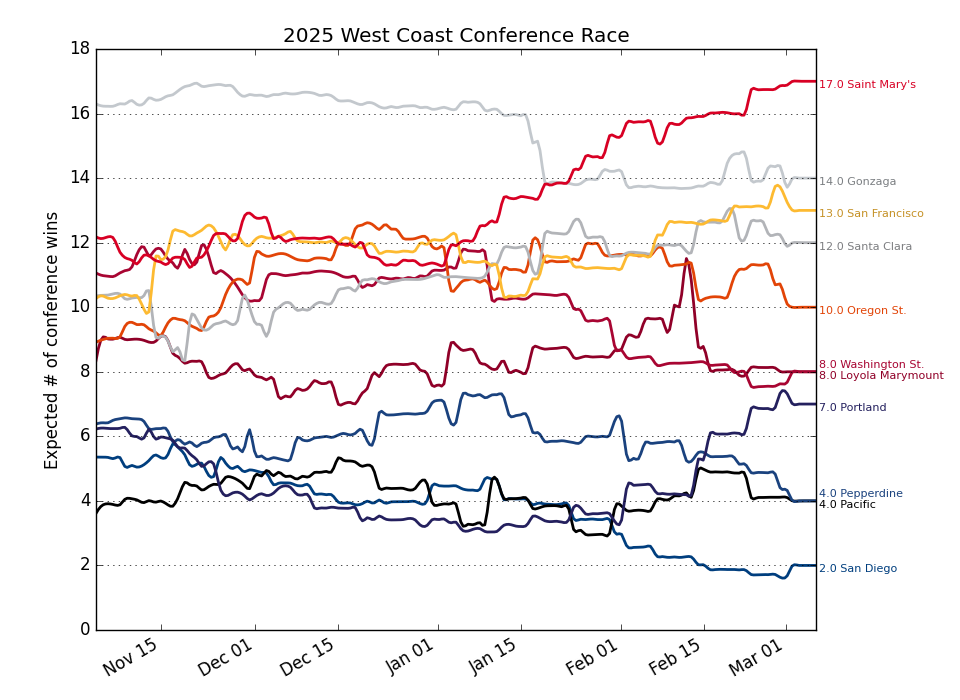 2025 West Coast Conference Race
Expected # of conference wins
18
16
14
12
10
8
6
4
2
0
Nov 15
Dec 01
Dec 15
Jan 01
Jan 15
Feb 01
Feb 15
Mar 01
17.0 Saint Mary's
14.0 Gonzaga
13.0 San Francisco
12.0 Santa Clara
10.0 Oregon St.
8.0 Washington St.
8.0 Loyola Marymount
7.0 Portland
4.0 Pepperdine
4.0 Pacific
2.0 San Diego